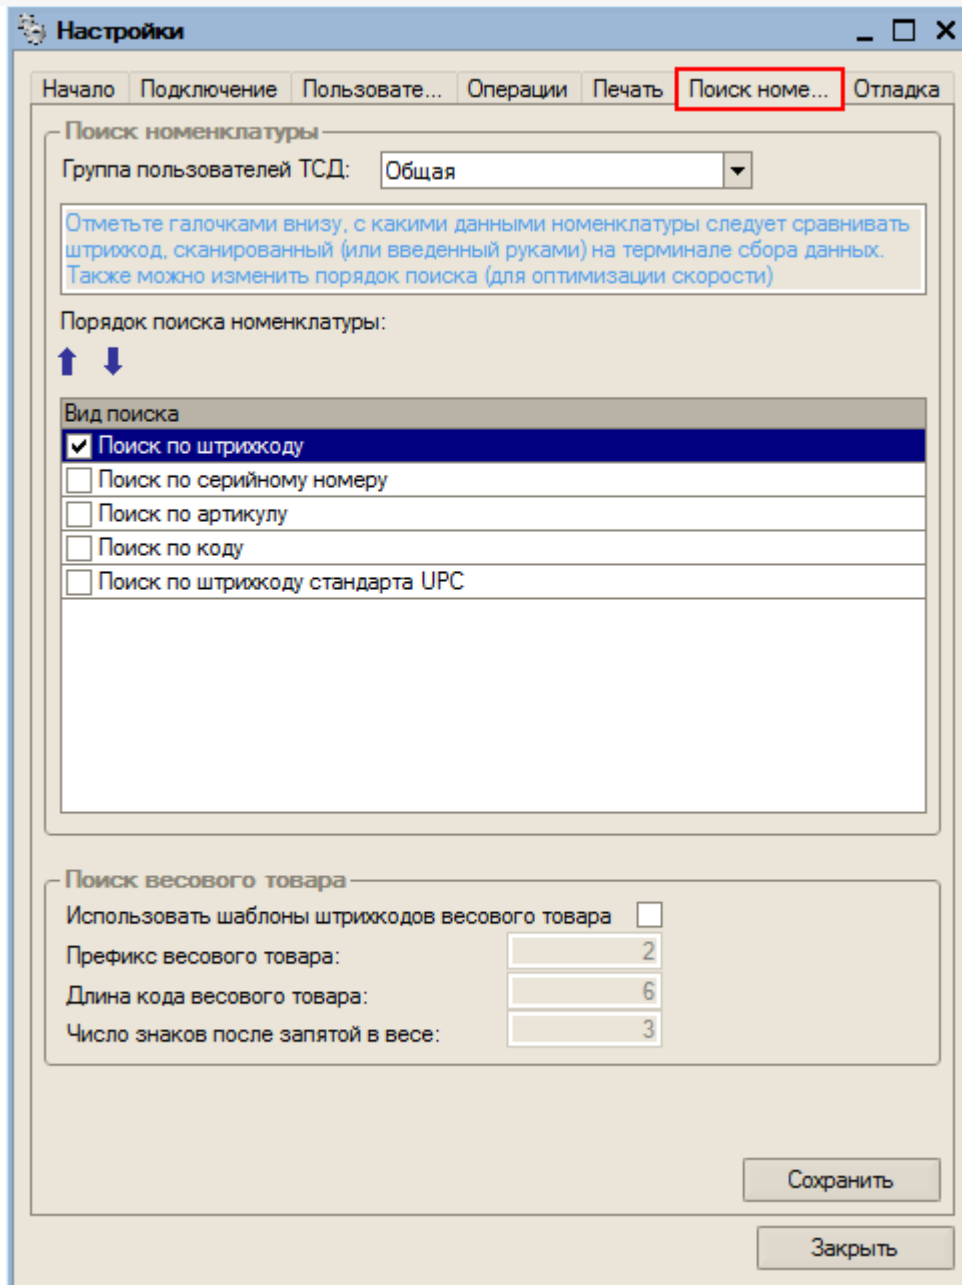 Настройки
Начало Подключение Пользовате... Операции Печать Поиск номе... Отладка
Поиск номенклатуры
Группа пользователей ТСД: Общая
Отметьте галочками внизу, с какими данными номенклатуры следует сравнивать
штрихкод, сканированный (или введенный руками) на терминале сбора данных.
Также можно изменить порядок поиска (для оптимизации скорости)
Порядок поиска номенклатуры:
Вид поиска
Поиск по штрихкоду
Поиск по серийному номеру
Поиск по артикулу
Поиск по коду
Поиск по штрихкоду стандарта UPC
Поиск весового товара
Использовать шаблоны штрихкодов весового товара
Префикс весового товара: 2
Длина кода весового товара: 6
Число знаков после запятой в весе: 3
Сохранить
Закрыть